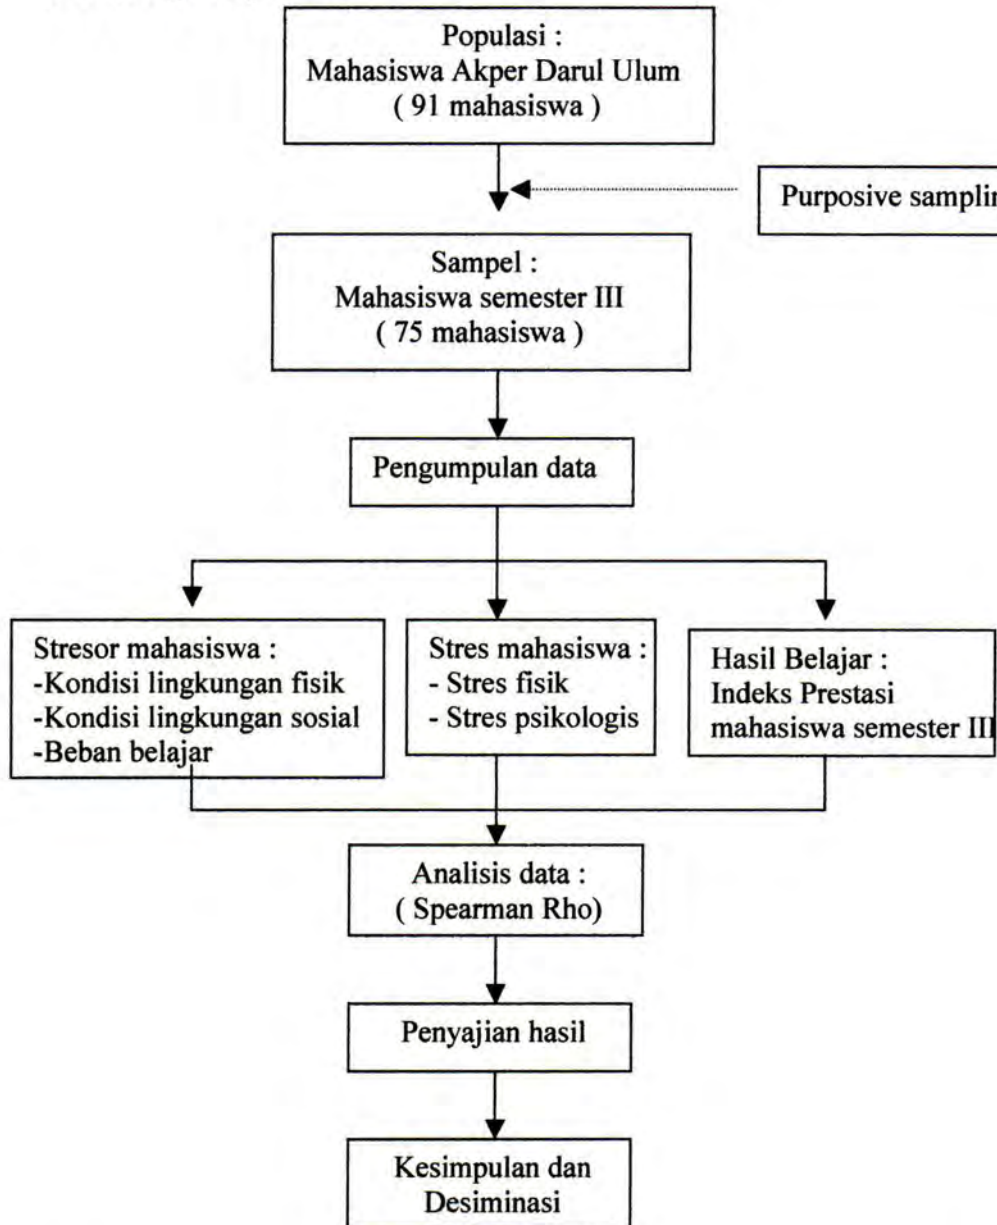 Populasi :
Mahasiswa Akper Darul Ulum
( 91 mahasiswa )
Purposive samplin
Sampel :
Mahasiswa semester III
( 75 mahasiswa )
Pengumpulan data
Stresor mahasiswa :
-Kondisi lingkungan fisik
-Kondisi lingkungan sosial
-Beban belajar
Stres mahasiswa :
- Stres fisik
- Stres psikologis
Hasil Belajar :
Indeks Prestasi
mahasiswa semester III
Analisis data :
( Spearman Rho)
Penyajian hasil
Kesimpulan dan
Desiminasi